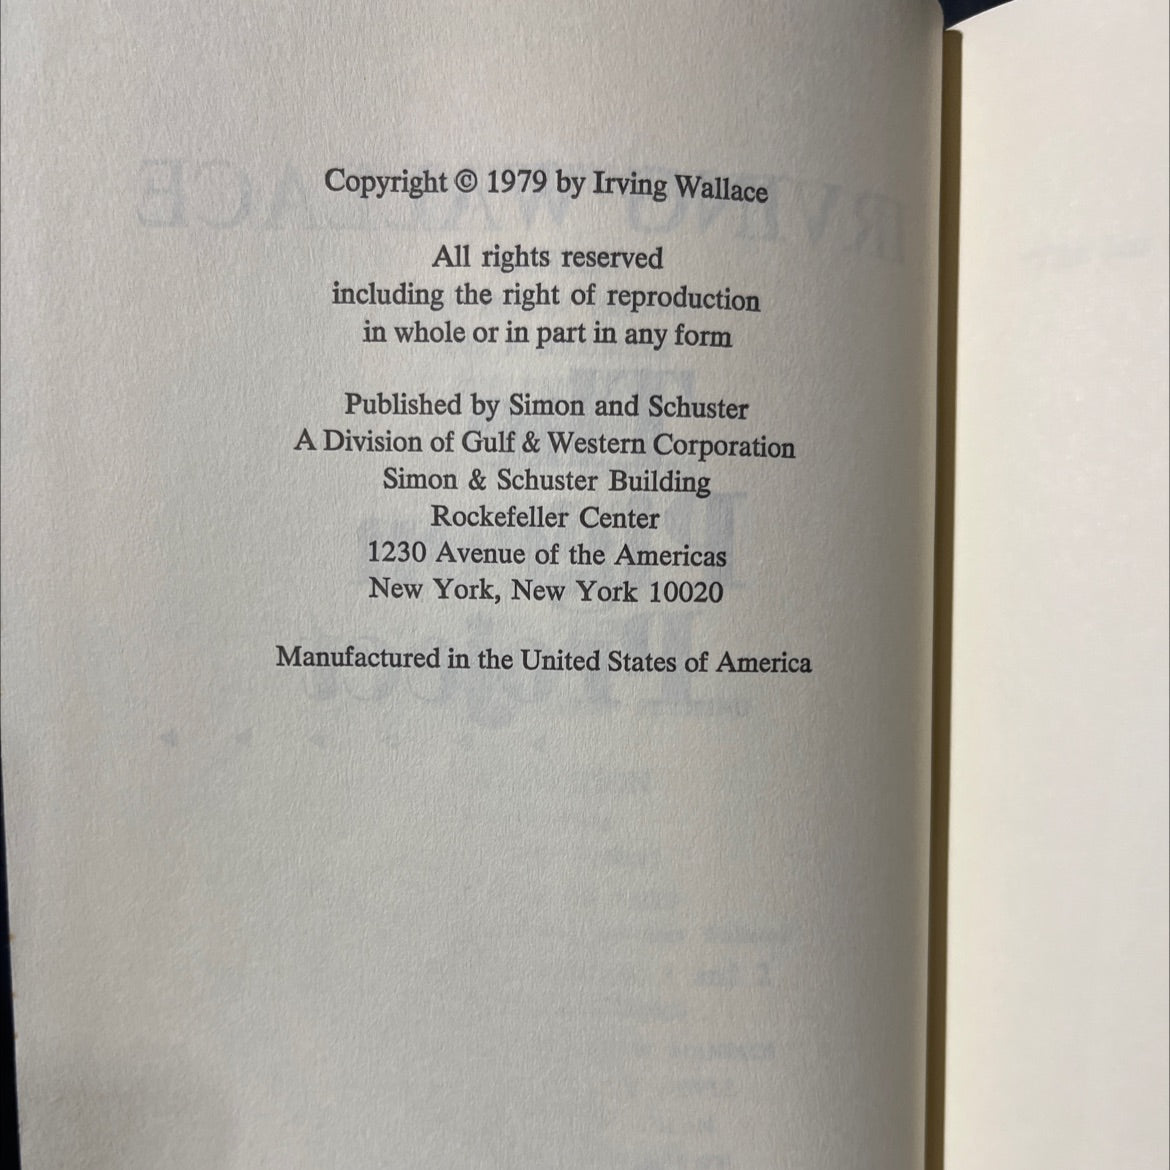 Copyright © 1979 by Irving Wallace
All rights reserved
including the right of reproduction
in whole or in part in any form
Published by Simon and Schuster
A Division of Gulf & Western Corporation
Simon & Schuster Building
Rockefeller Center
1230 Avenue of the Americas
New York, New York 10020
Manufactured in the United States of America